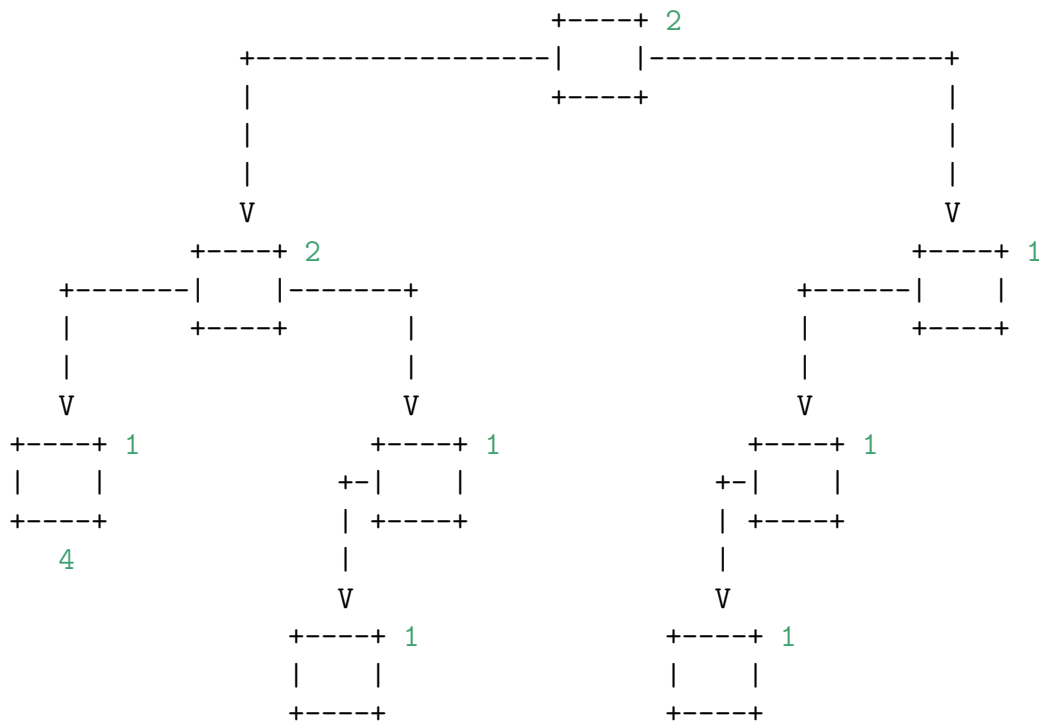 +----+ 2
              +------------------|    |------------------+
              |                  +----+                  |
              |                                          |
              |                                          |
              V                                          V
           +----+ 2                                    +----+ 1
   +-------|    |-------+                       +------|    |
   |       +----+       |                       |      +----+
   |                    |                       |
   V                    V                       V
+----+ 1              +----+ 1               +----+ 1
|    |              +-|    |               +-|    |
+----+              | +----+               | +----+
   4                |                      |
                    V                      V
                 +----+ 1               +----+ 1
                 |    |                 |    |
                 +----+                 +----+